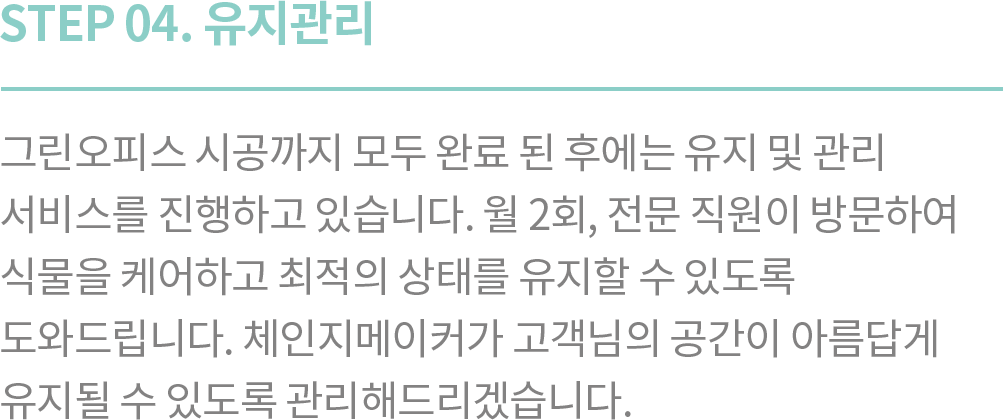 STEP 04. 유지관리
그린오피스 시공까지 모두 완료 된 후에는 유지 및 관리
서비스를 진행하고 있습니다. 월 2회, 전문 직원이 방문하여
식물을 케어하고 최적의 상태를 유지할 수 있도록
도와드립니다. 체인지메이커가 고객님의 공간이 아름답게
유지될 수 있도록 관리해드리겠습니다.